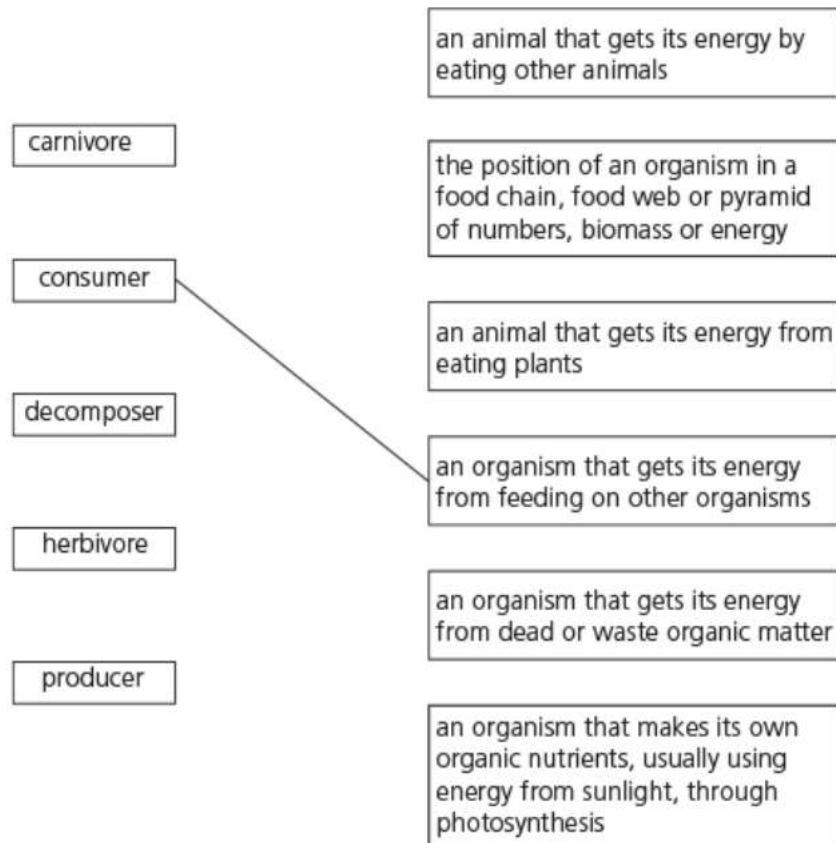 carnivore
consumer
decomposer
herbivore
producer
an animal that gets its energy by
eating other animals
the position of an organism in a
food chain, food web or pyramid
of numbers, biomass or energy
an animal that gets its energy from
eating plants
an organism that gets its energy
from feeding on other organisms
an organism that gets its energy
from dead or waste organic matter
an organism that makes its own
organic nutrients, usually using
energy from sunlight, through
photosynthesis